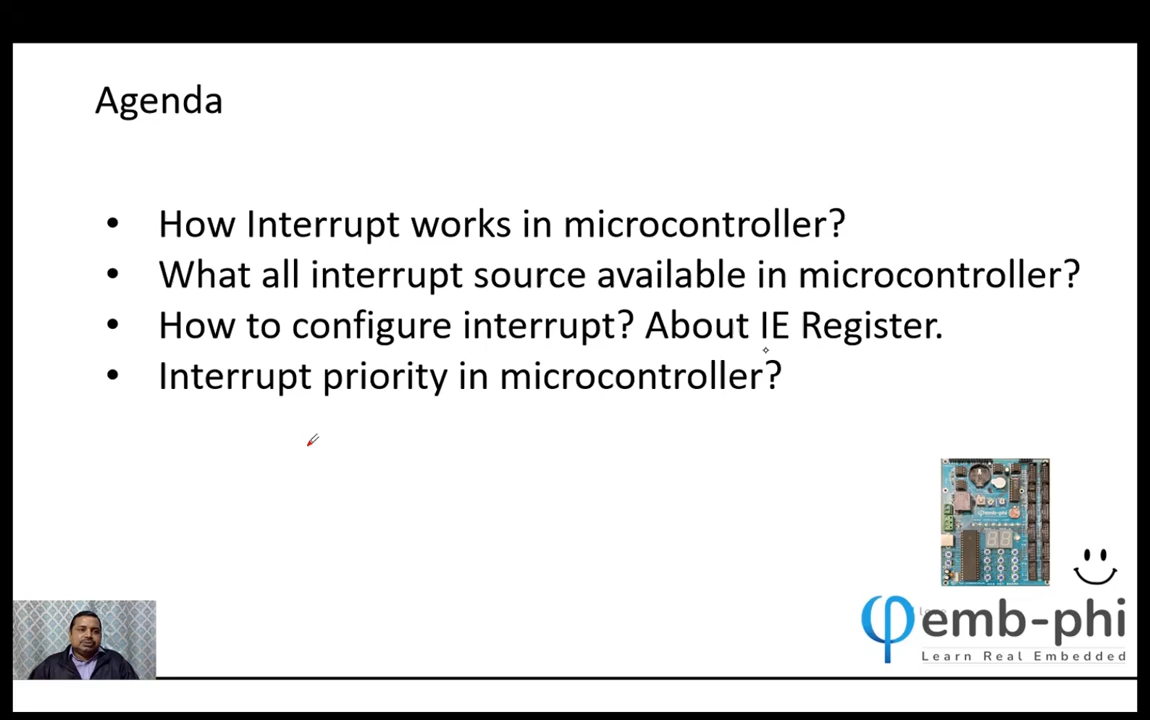 Agenda
• How Interrupt works in microcontroller?
• What all interrupt source available in microcontroller?
• How to configure interrupt? About IE Register.
• Interrupt priority in microcontroller?
emb-phi
Learn Real Embedded